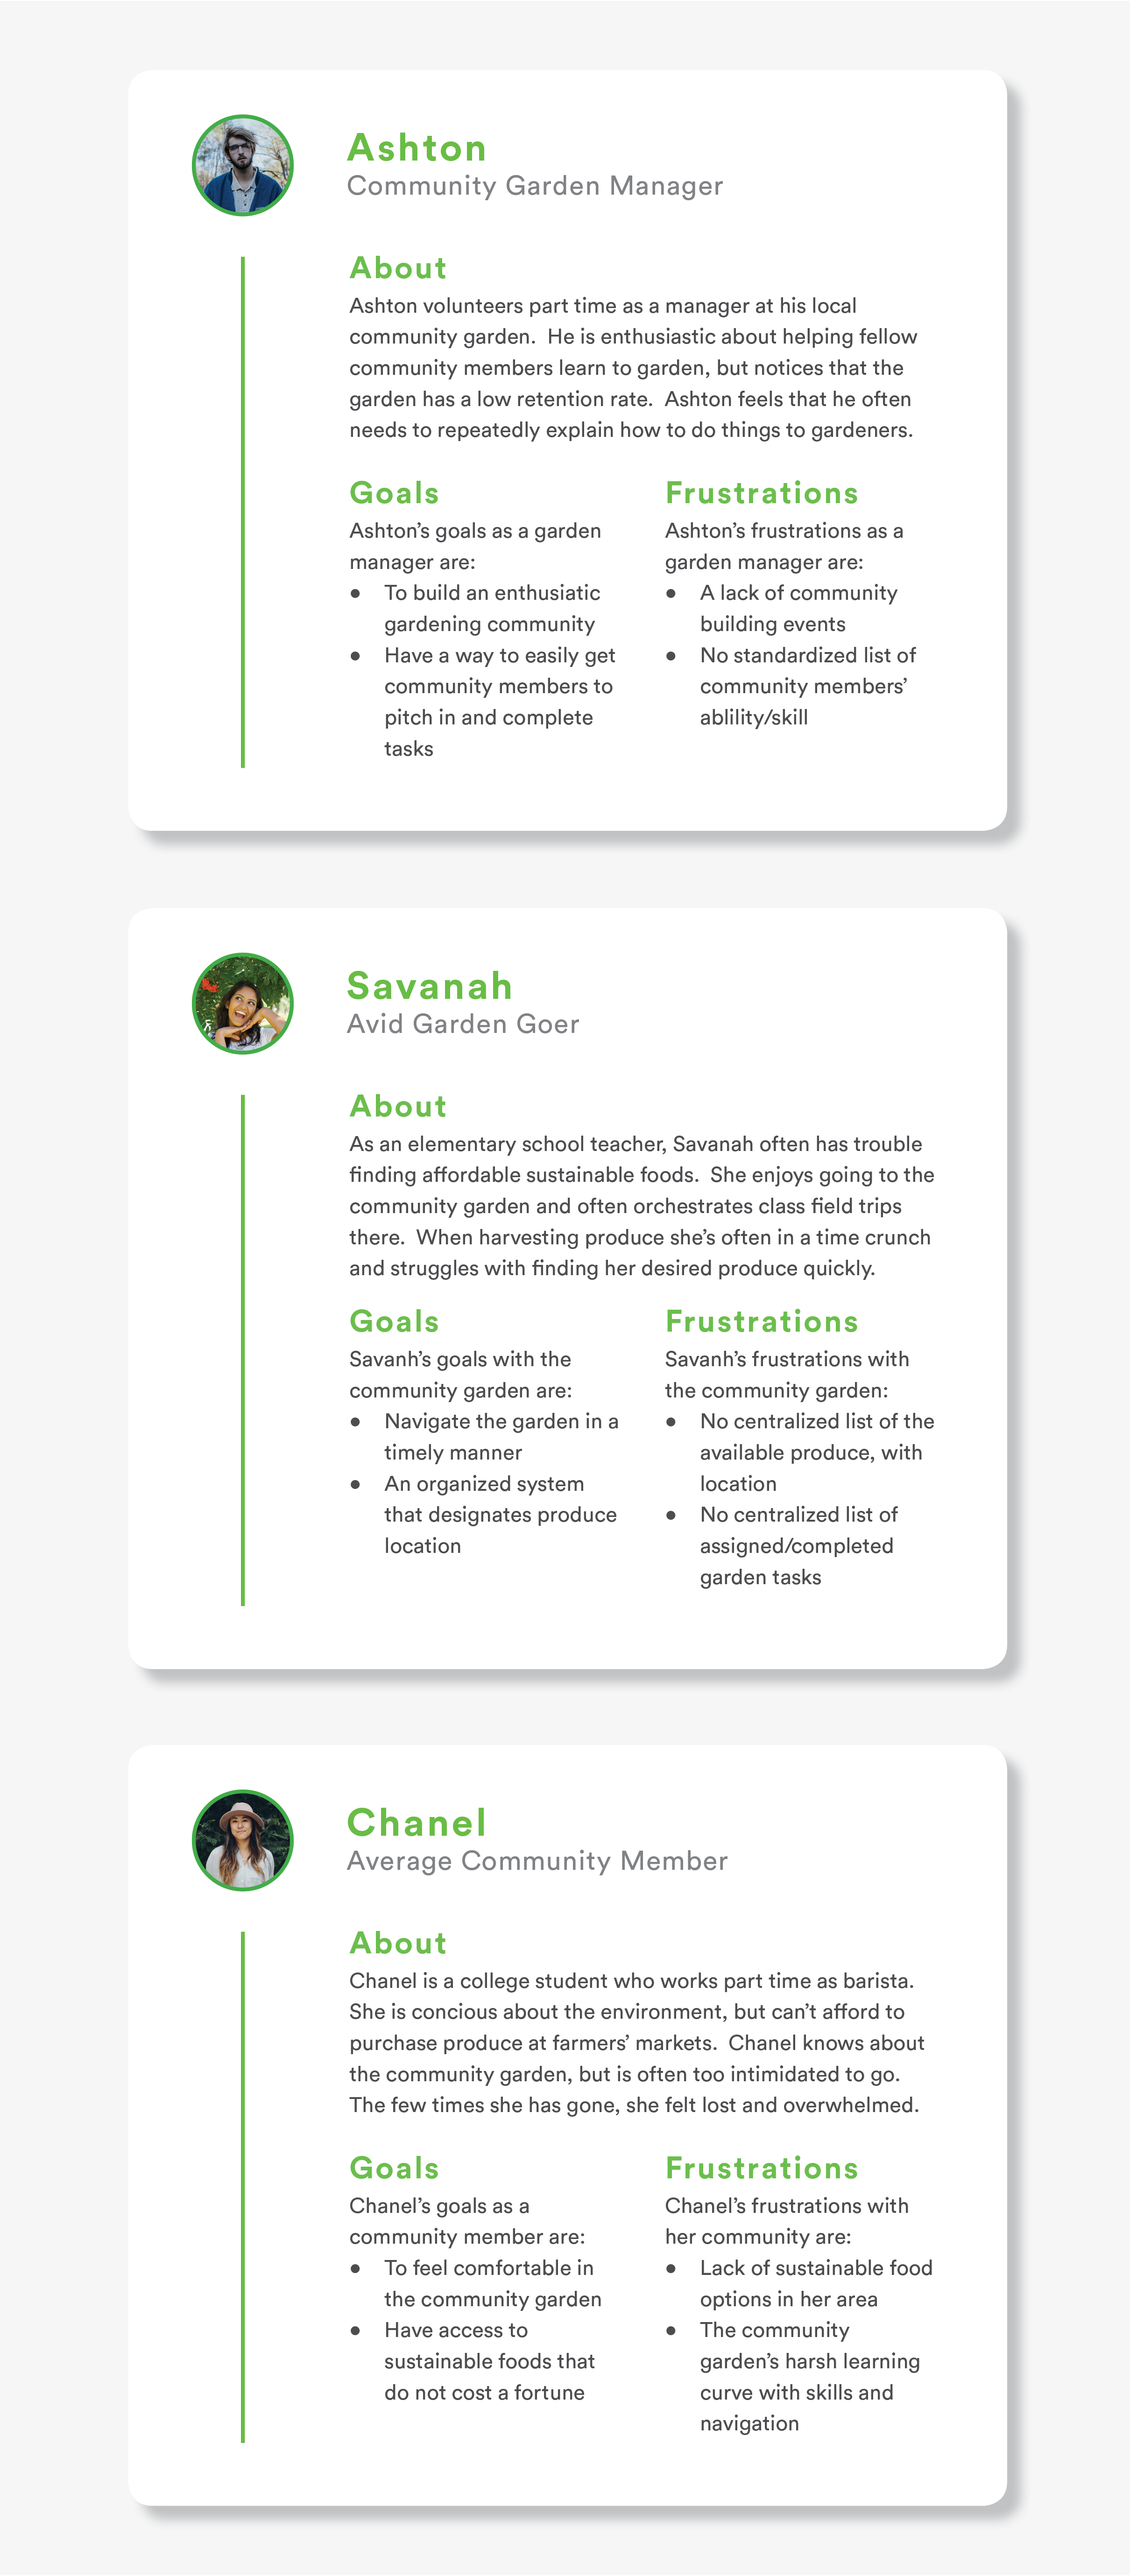 Ashton
Community Garden Manager
About
Ashton volunteers part time as a manager at his local
community garden.  He is enthusiastic about helping fellow
community members learn to garden, but notices that the
garden has a low retention rate.  Ashton feels that he often
needs to repeatedly explain how to do things to gardeners.
Goals
Ashton’s goals as a garden
manager are:
● To build an enthusiatic
gardening community
● Have a way to easily get
community members to
pitch in and complete
tasks
Frustrations
Ashton’s frustrations as a
garden manager are:
● A lack of community
building events
● No standardized list of
community members’
ablility/skill
Savanah
Avid Garden Goer
About
As an elementary school teacher, Savanah often has trouble
finding affordable sustainable foods.  She enjoys going to the
community garden and often orchestrates class field trips
there.  When harvesting produce she’s often in a time crunch
and struggles with finding her desired produce quickly.
Goals
Savanh’s goals with the
community garden are:
● Navigate the garden in a
timely manner
● An organized system
that designates produce
location
Frustrations
Savanh’s frustrations with
the community garden:
● No centralized list of the
available produce, with
location
● No centralized list of
assigned/completed
garden tasks
Chanel
Average Community Member
About
Chanel is a college student who works part time as barista.
She is concious about the environment, but can’t afford to
purchase produce at farmers’ markets.  Chanel knows about
the community garden, but is often too intimidated to go.
The few times she has gone, she felt lost and overwhelmed.
Goals
Chanel’s goals as a
community member are:
● To feel comfortable in
the community garden
● Have access to
sustainable foods that
do not cost a fortune
Frustrations
Chanel’s frustrations with
her community are:
● Lack of sustainable food
options in her area
● The community
garden’s harsh learning
curve with skills and
navigation